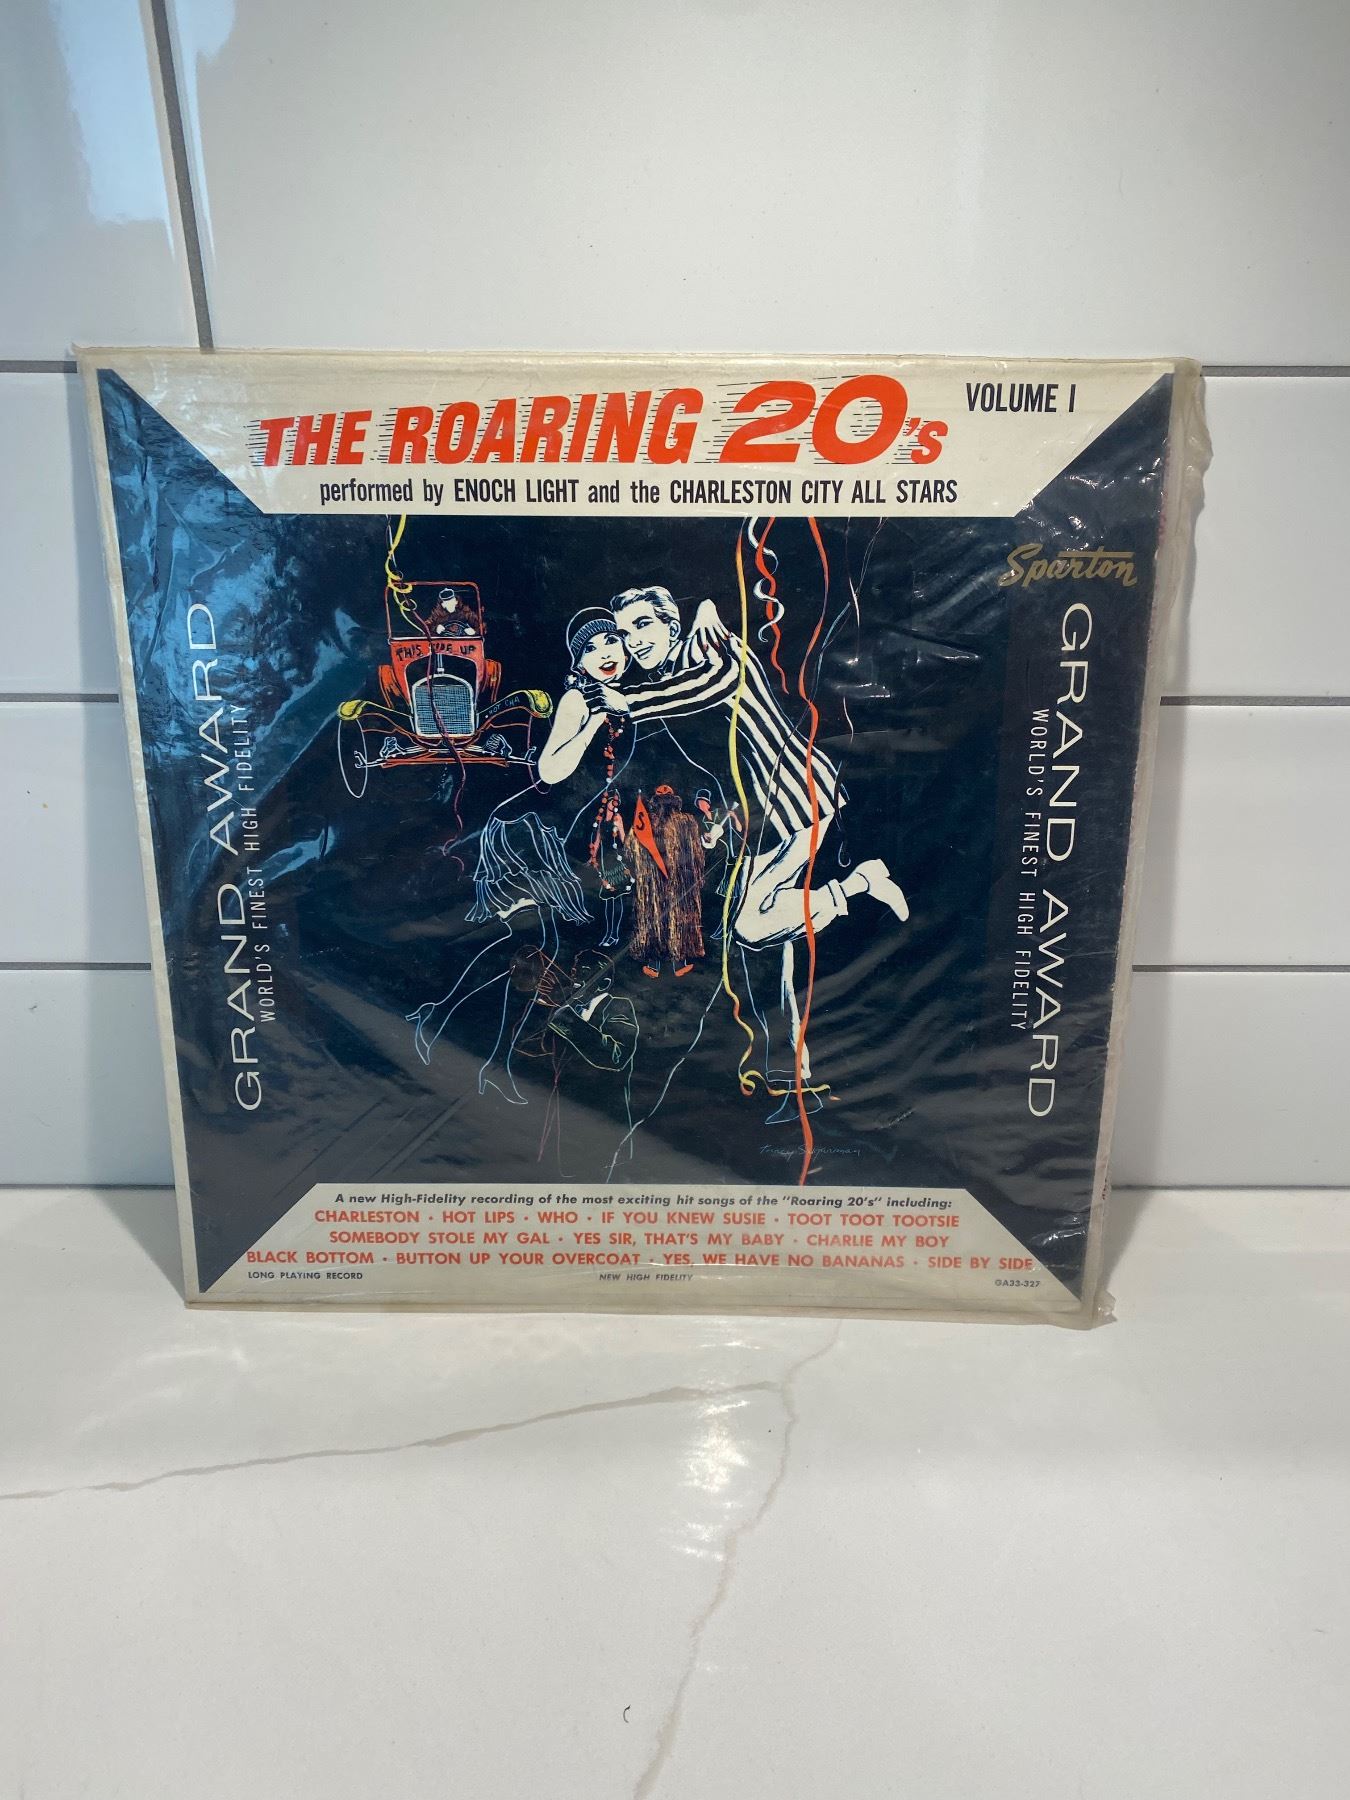 THE ROARING 20's
VOLUME I
performed by ENOCH LIGHT and the CHARLESTON CITY ALL STARS
Sparton
GRAND AWARD
WORLD'S FINEST HIGH FIDELITY
GRAND AWARD
WORLD'S FINEST HIGH FIDELITY
THIS SIDE UP
HOT CHA
S
A new High-Fidelity recording of the most exciting hit songs of the "Roaring 20's" including:
CHARLESTON • HOT LIPS • WHO • IF YOU KNEW SUSIE • TOOT TOOT TOOTSIE
SOMEBODY STOLE MY GAL • YES SIR, THAT'S MY BABY • CHARLIE MY BOY
BLACK BOTTOM • BUTTON UP YOUR OVERCOAT • YES, WE HAVE NO BANANAS • SIDE BY SIDE
LONG PLAYING RECORD
NEW HIGH FIDELITY
GA33-327